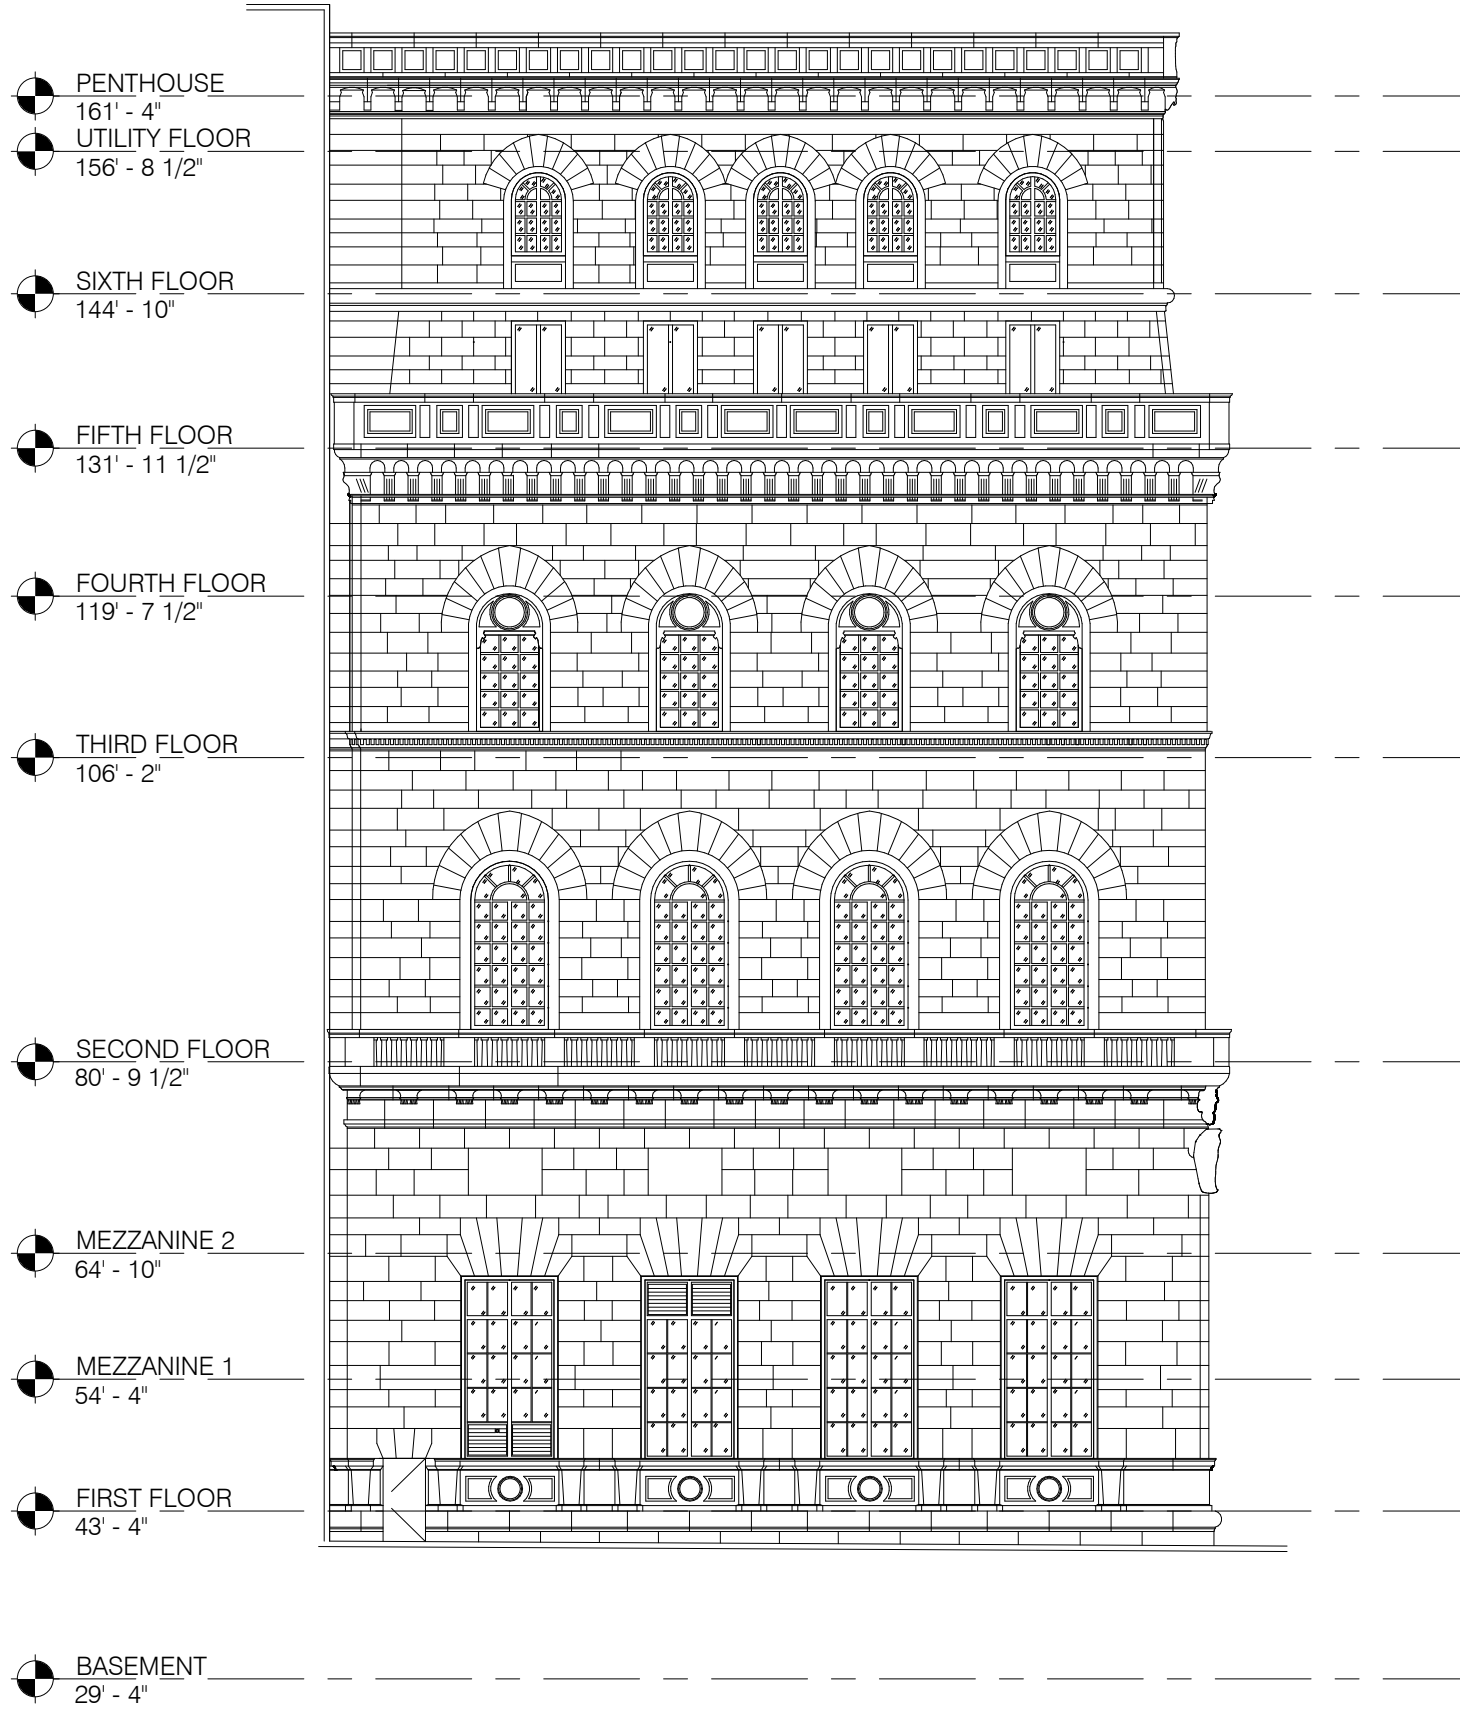 PENTHOUSE
161' - 4"
UTILITY FLOOR
156' - 8 1/2"
SIXTH FLOOR
144' - 10"
FIFTH FLOOR
131' - 11 1/2"
FOURTH FLOOR
119' - 7 1/2"
THIRD FLOOR
106' - 2"
SECOND FLOOR
80' - 9 1/2"
MEZZANINE 2
64' - 10"
MEZZANINE 1
54' - 4"
FIRST FLOOR
43' - 4"
BASEMENT
29' - 4"